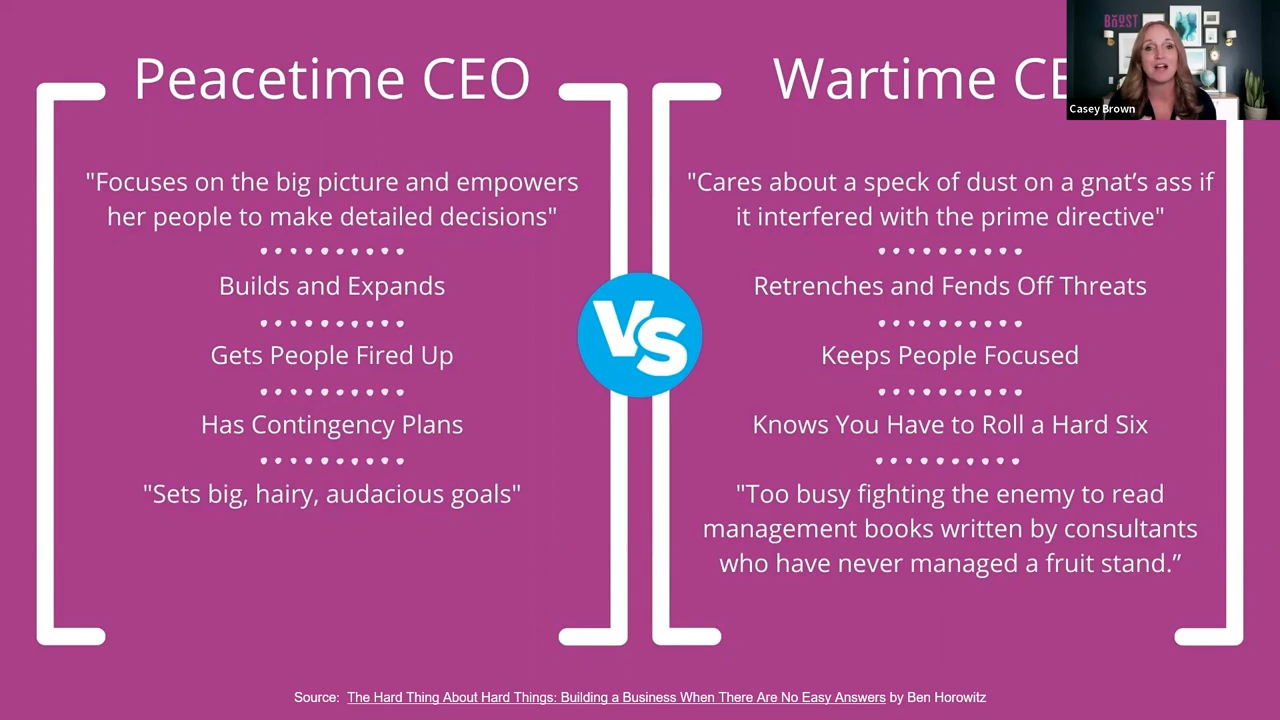 Peacetime CEO
"Focuses on the big picture and empowers
her people to make detailed decisions"
Builds and Expands
Gets People Fired Up
Has Contingency Plans
"Sets big, hairy, audacious goals"
VS
Wartime CE
"Cares about a speck of dust on a gnat’s ass if
it interfered with the prime directive"
Retrenches and Fends Off Threats
Keeps People Focused
Knows You Have to Roll a Hard Six
"Too busy fighting the enemy to read
management books written by consultants
who have never managed a fruit stand.”
BOOST
Casey Brown
Source: The Hard Thing About Hard Things: Building a Business When There Are No Easy Answers by Ben Horowitz